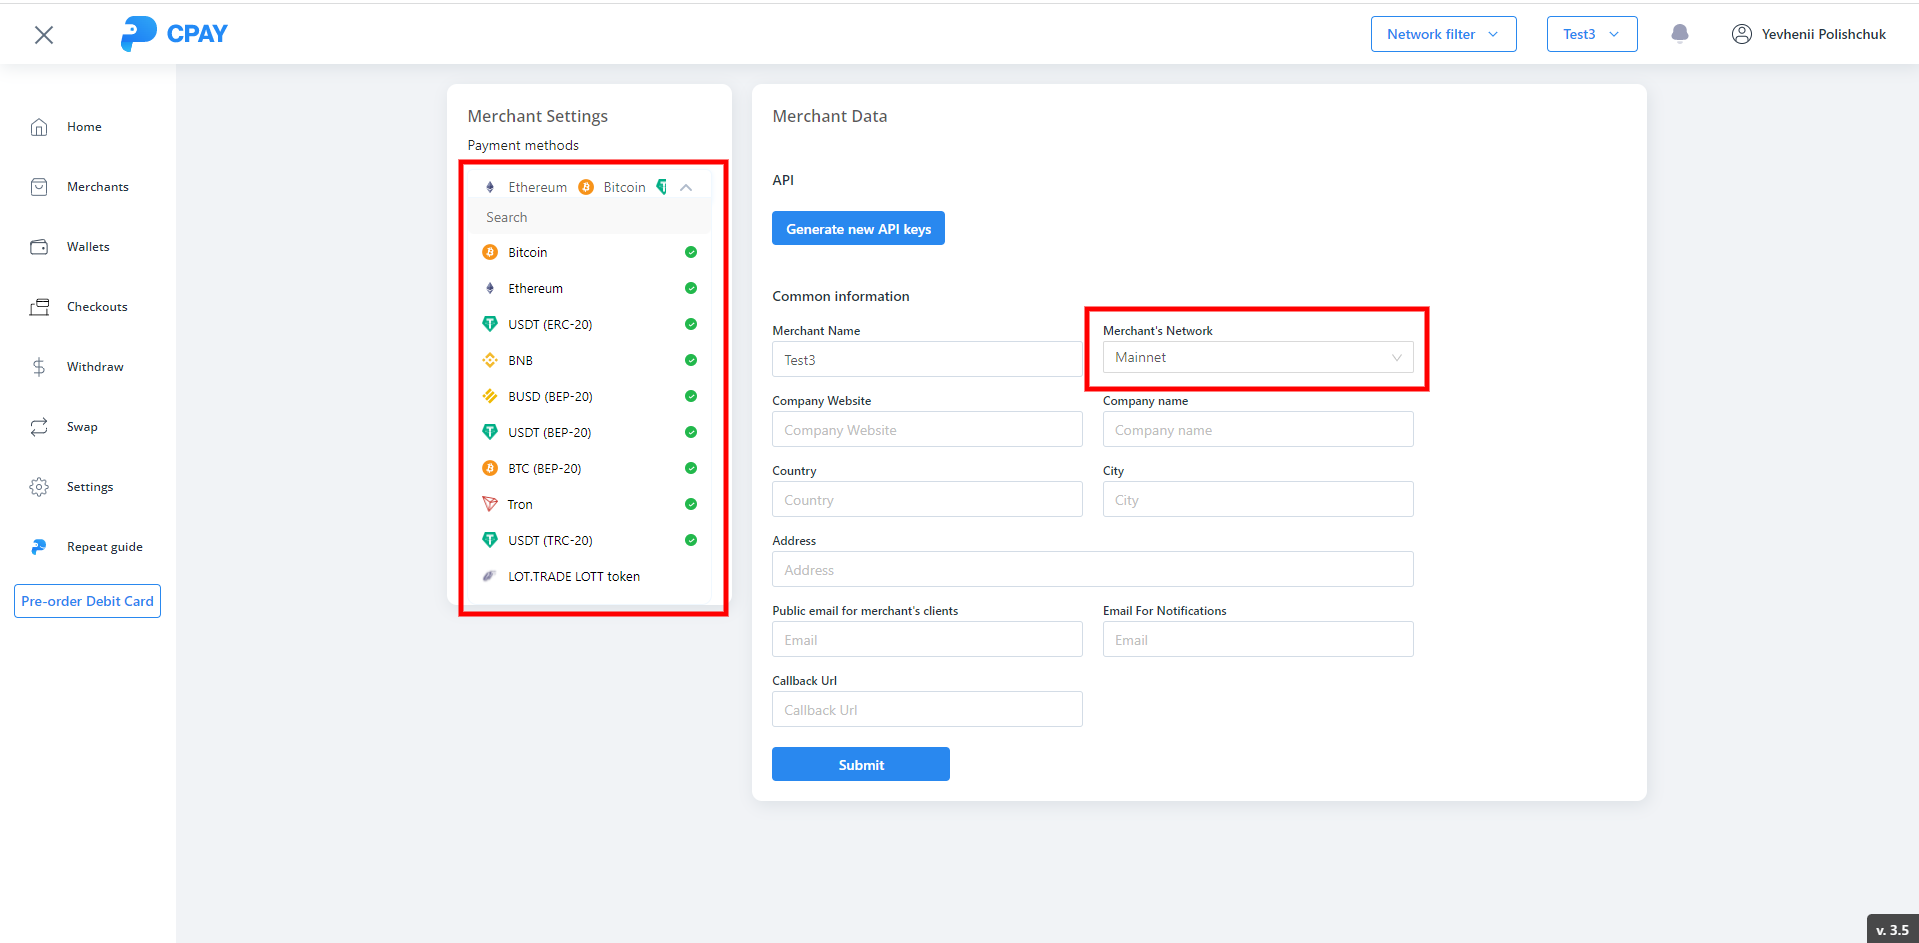 CPAY
Network filter
Test3
Yevhenii Polishchuk
Home
Merchants
Wallets
Checkouts
Withdraw
Swap
Settings
Repeat guide
Pre-order Debit Card
Merchant Settings
Payment methods
Ethereum Bitcoin
Search
Bitcoin
Ethereum
USDT (ERC-20)
BNB
BUSD (BEP-20)
USDT (BEP-20)
BTC (BEP-20)
Tron
USDT (TRC-20)
LOT.TRADE LOTT token
Merchant Data
API
Generate new API keys
Common information
Merchant Name
Test3
Merchant's Network
Mainnet
Company Website
Company Website
Company name
Company name
Country
Country
City
City
Address
Address
Public email for merchant's clients
Email
Email For Notifications
Email
Callback Url
Callback Url
Submit
v. 3.5